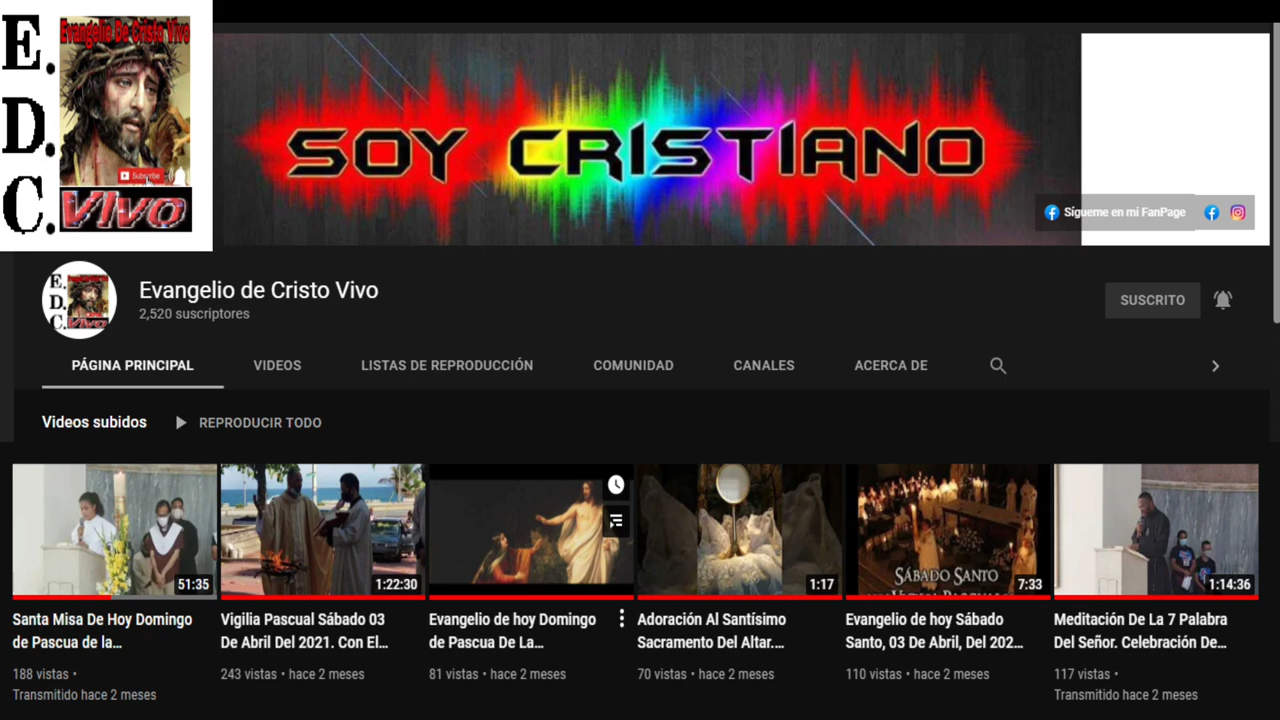 E.
D.
C.
Evangelio De Cristo Vivo
Subscribe
Vivo
SOY CRISTIANO
Sígueme en mi FanPage
Evangelio de Cristo Vivo
2,520 suscriptores
SUSCRITO
PÁGINA PRINCIPAL VIDEOS LISTAS DE REPRODUCCIÓN COMUNIDAD CANALES ACERCA DE
Videos subidos REPRODUCIR TODO
SÁBADO SANTO
51:35 1:22:30 1:17 7:33 1:14:36
Santa Misa De Hoy Domingo
de Pascua de la...
188 vistas •
Transmitido hace 2 meses
Vigilia Pascual Sábado 03
De Abril Del 2021. Con El...
243 vistas • hace 2 meses
Evangelio de hoy Domingo
de Pascua De La...
81 vistas • hace 2 meses
Adoración Al Santísimo
Sacramento Del Altar....
70 vistas • hace 2 meses
Evangelio de hoy Sábado
Santo, 03 De Abril, Del 202...
110 vistas • hace 2 meses
Meditación De La 7 Palabra
Del Señor. Celebración De...
117 vistas •
Transmitido hace 2 meses